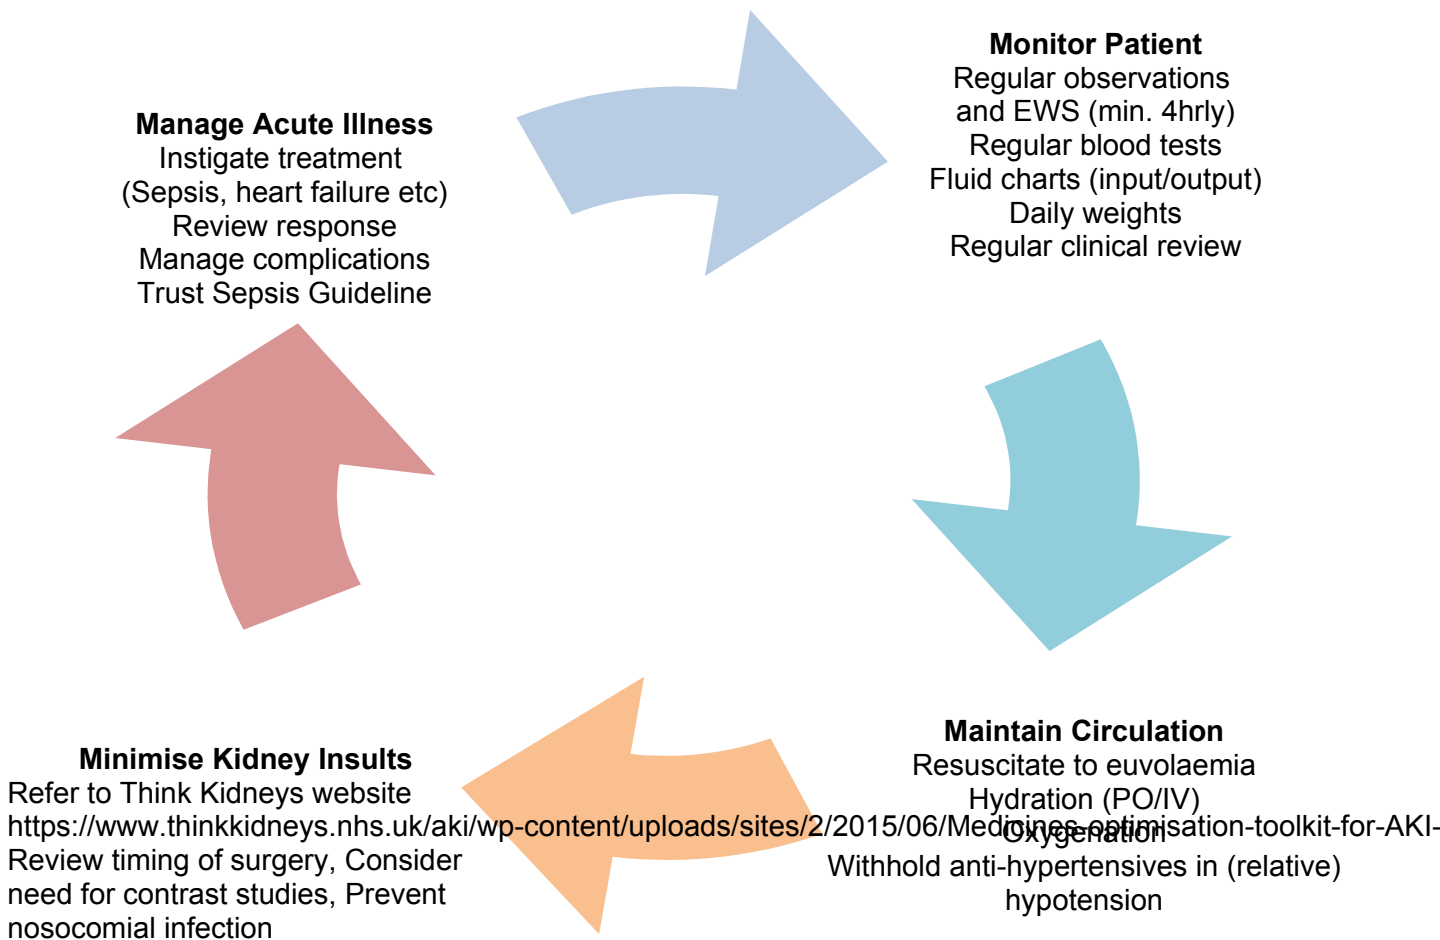 Manage Acute Illness
Instigate treatment
(Sepsis, heart failure etc)
Review response
Manage complications
Trust Sepsis Guideline
Monitor Patient
Regular observations
and EWS (min. 4hrly)
Regular blood tests
Fluid charts (input/output)
Daily weights
Regular clinical review
Maintain Circulation
Resuscitate to euvolaemia
Hydration (PO/IV)
Oxygenation
Withhold anti-hypertensives in (relative)
hypotension
Minimise Kidney Insults
Refer to Think Kidneys website
https://www.thinkkidneys.nhs.uk/aki/wp-content/uploads/sites/2/2015/06/Medicines-optimisation-toolkit-for-AKI-
Review timing of surgery, Consider
need for contrast studies, Prevent
nosocomial infection